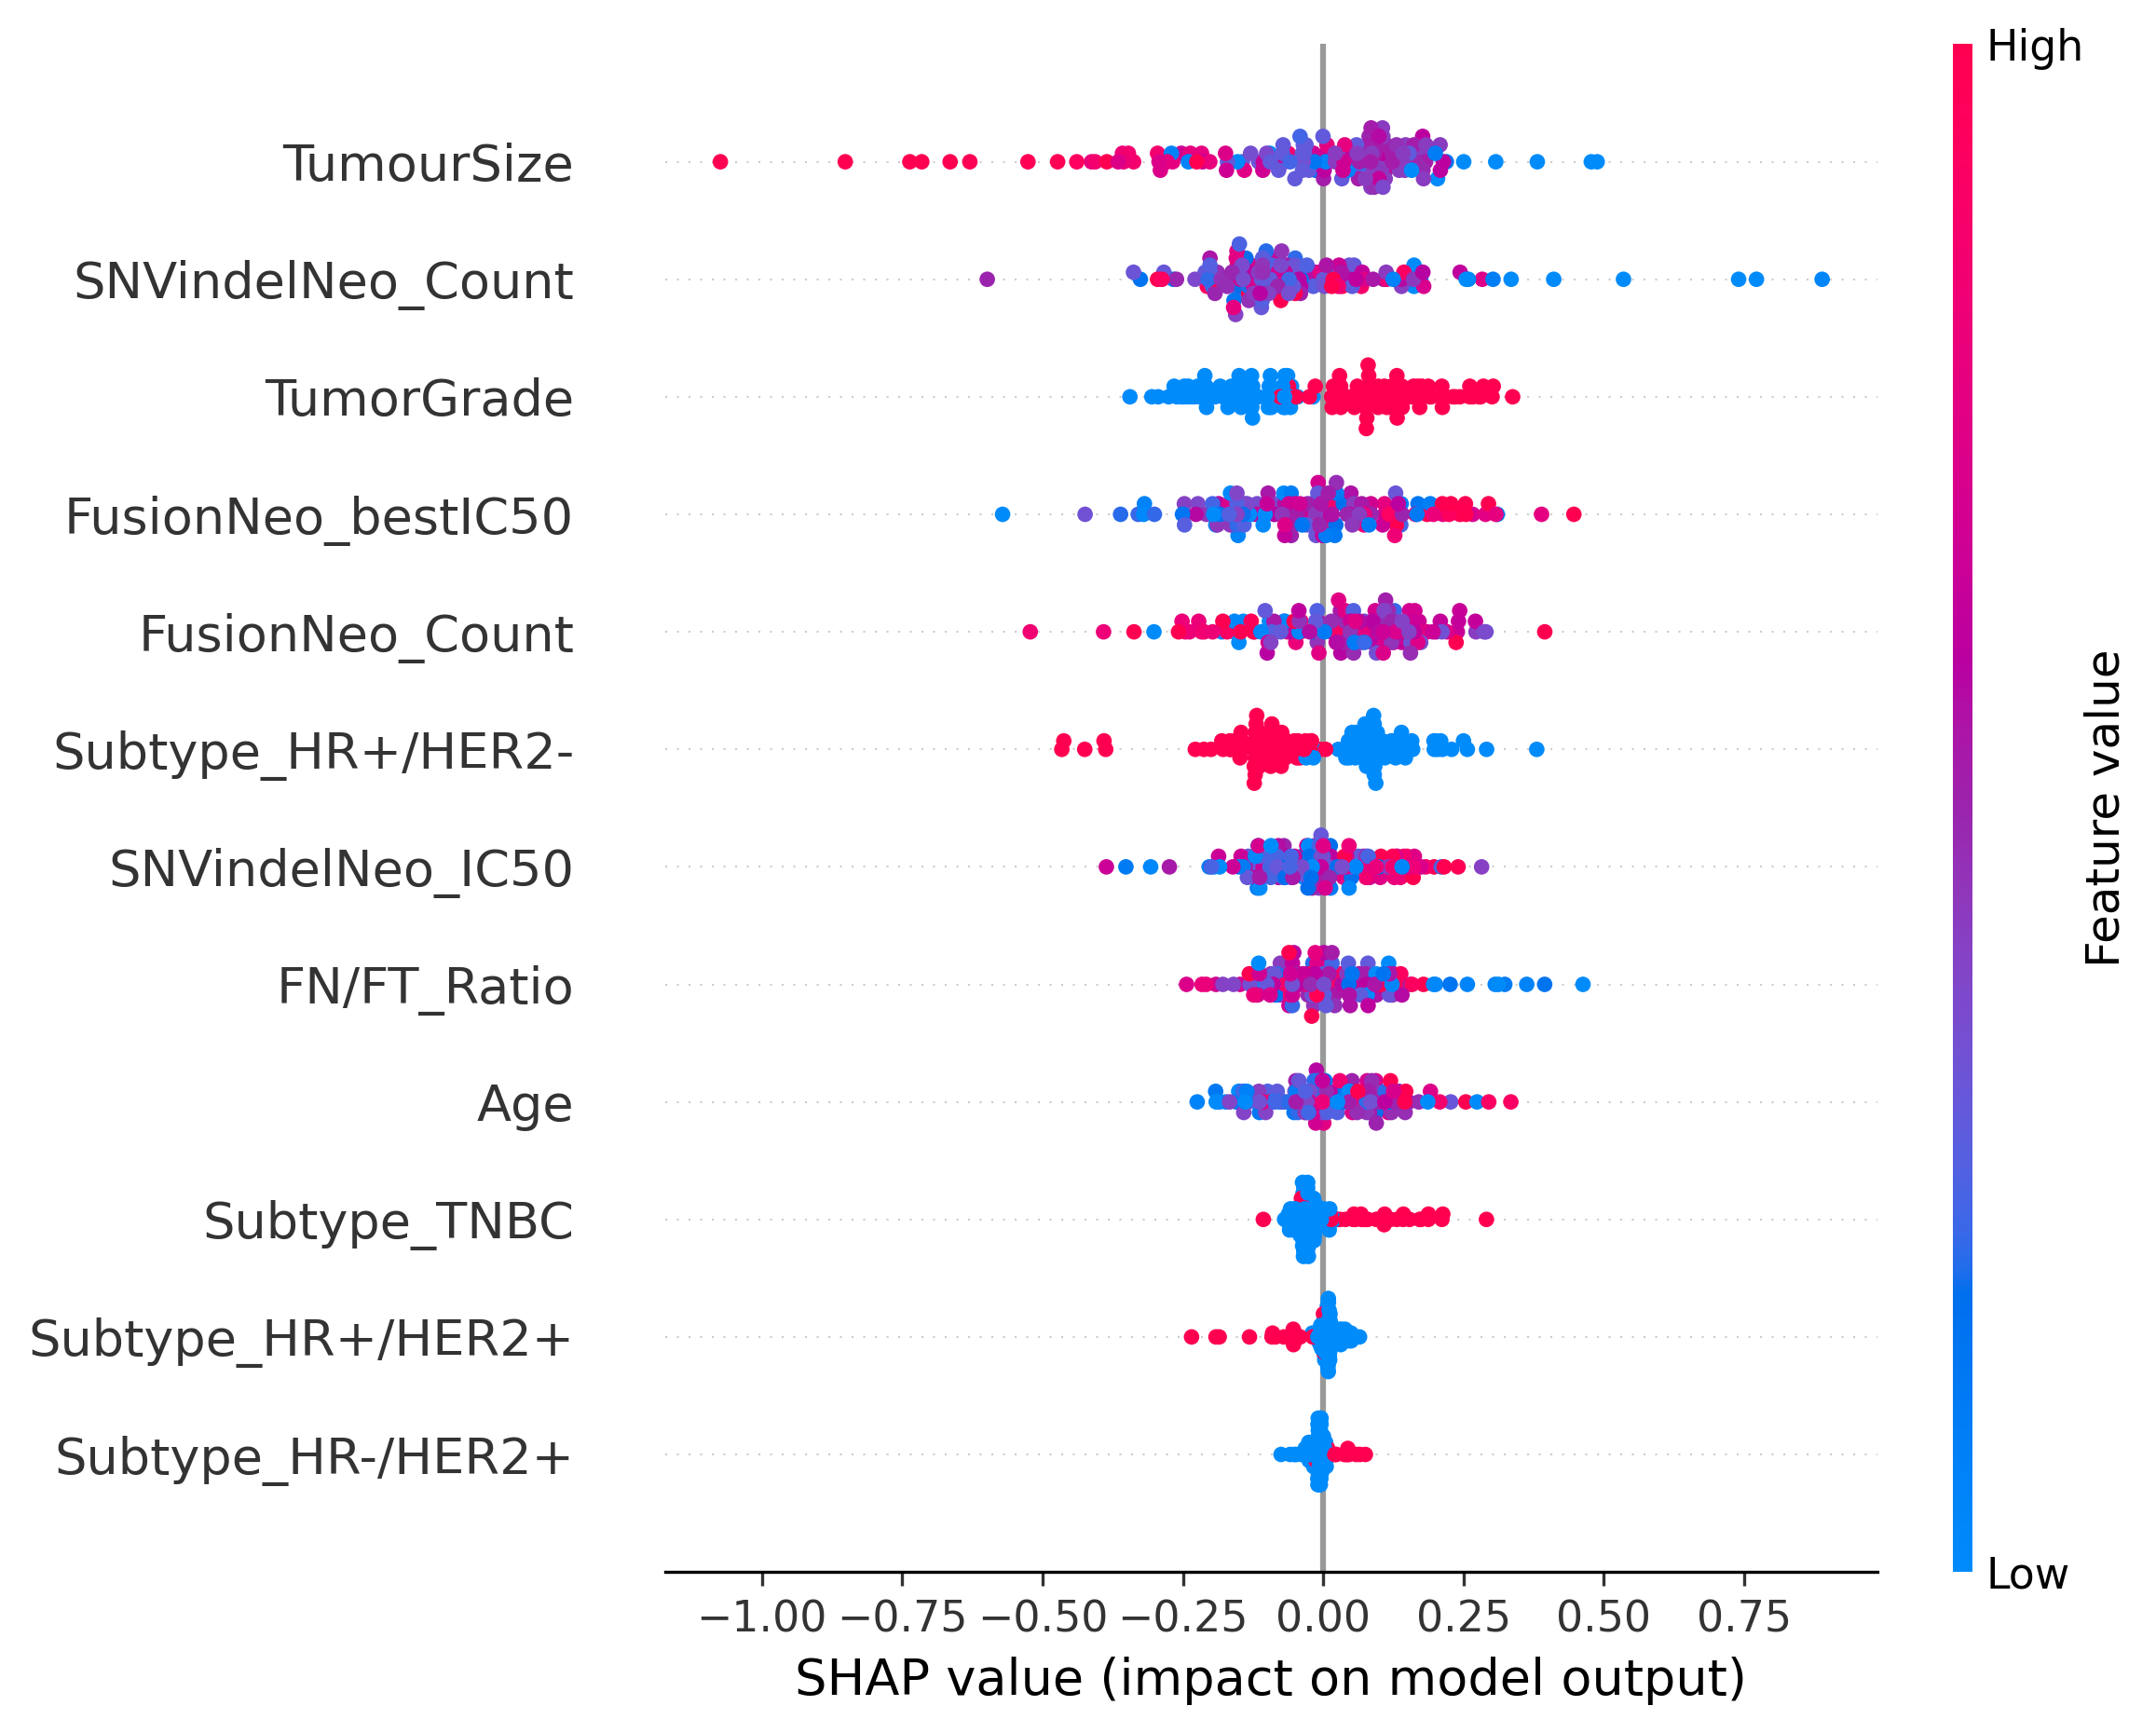 High
TumourSize
SNVindelNeo_Count
TumorGrade
FusionNeo_bestIC50
FusionNeo_Count
Subtype_HR+/HER2-
SNVindelNeo_IC50
FN/FT_Ratio
Age
Subtype_TNBC
Subtype_HR+/HER2+
Subtype_HR-/HER2+
Feature value
Low
−1.00 −0.75 −0.50 −0.25 0.00 0.25 0.50 0.75
SHAP value (impact on model output)